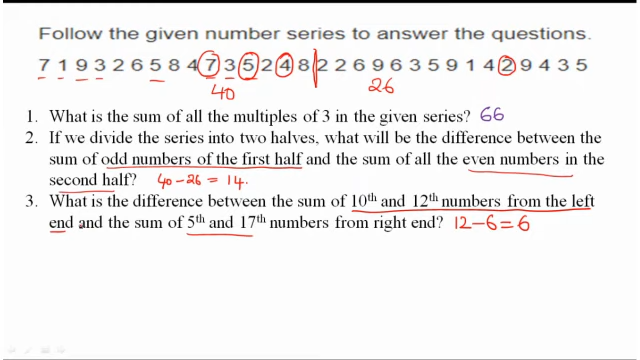 Follow the given number series to answer the questions.
7 1 9 3 2 6 5 8 4 7 3 5 2 4 8 2 2 6 9 6 3 5 9 1 4 2 9 4 3 5
40 26
1. What is the sum of all the multiples of 3 in the given series? 66
2. If we divide the series into two halves, what will be the difference between the
sum of odd numbers of the first half and the sum of all the even numbers in the
second half? 40-26 = 14.
3. What is the difference between the sum of 10th and 12th numbers from the left
end and the sum of 5th and 17th numbers from right end? 12-6=6